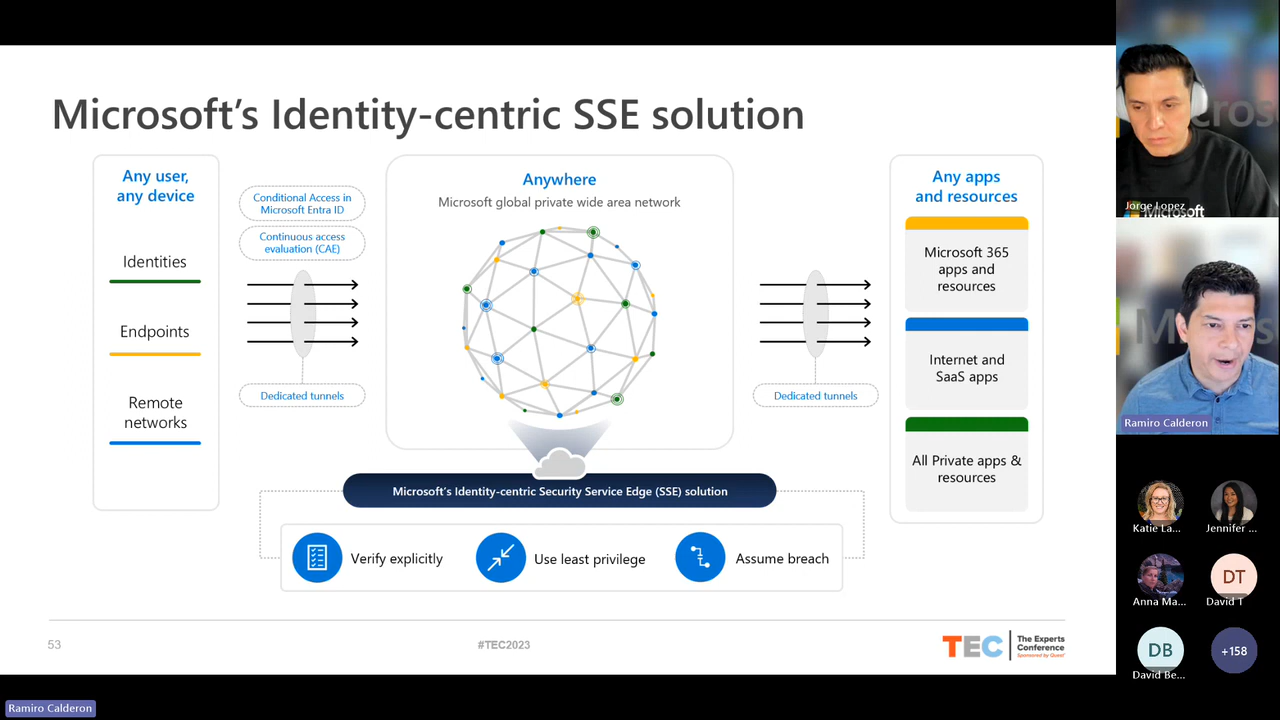 Microsoft's Identity-centric SSE solution
Any user,
any device
Identities
Endpoints
Remote
networks
Conditional Access in
Microsoft Entra ID
Continuous access
evaluation (CAE)
Dedicated tunnels
Anywhere
Microsoft global private wide area network
Dedicated tunnels
Any apps
and resources
Microsoft 365
apps and
resources
Internet and
SaaS apps
All Private apps &
resources
Microsoft's Identity-centric Security Service Edge (SSE) solution
Verify explicitly
Use least privilege
Assume breach
53
#TEC2023
TEC
The Experts
Conference
Sponsored by Quest
Jorge Lopez
Microsoft
Ramiro Calderon
Katie La...
Jennifer ...
Anna Ma...
DT
David T
DB
David Be...
+158
Ramiro Calderon